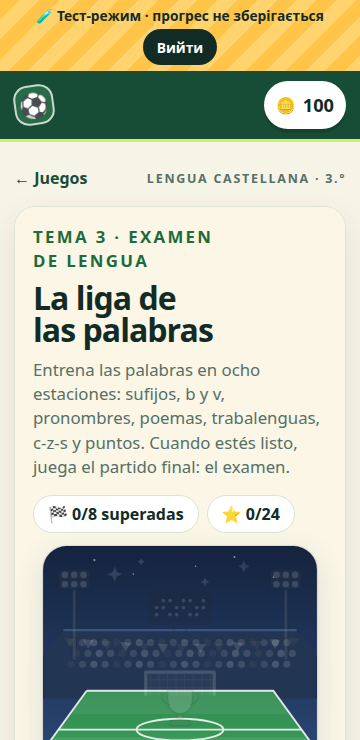 🧪 Тест-режим · прогрес не зберігається
Вийти
100
← Juegos
LENGUA CASTELLANA · 3.º
TEMA 3 · EXAMEN
DE LENGUA
La liga de
las palabras
Entrena las palabras en ocho
estaciones: sufijos, b y v,
pronombres, poemas, trabalenguas,
c-z-s y puntos. Cuando estés listo,
juega el partido final: el examen.
🏁 0/8 superadas
⭐ 0/24